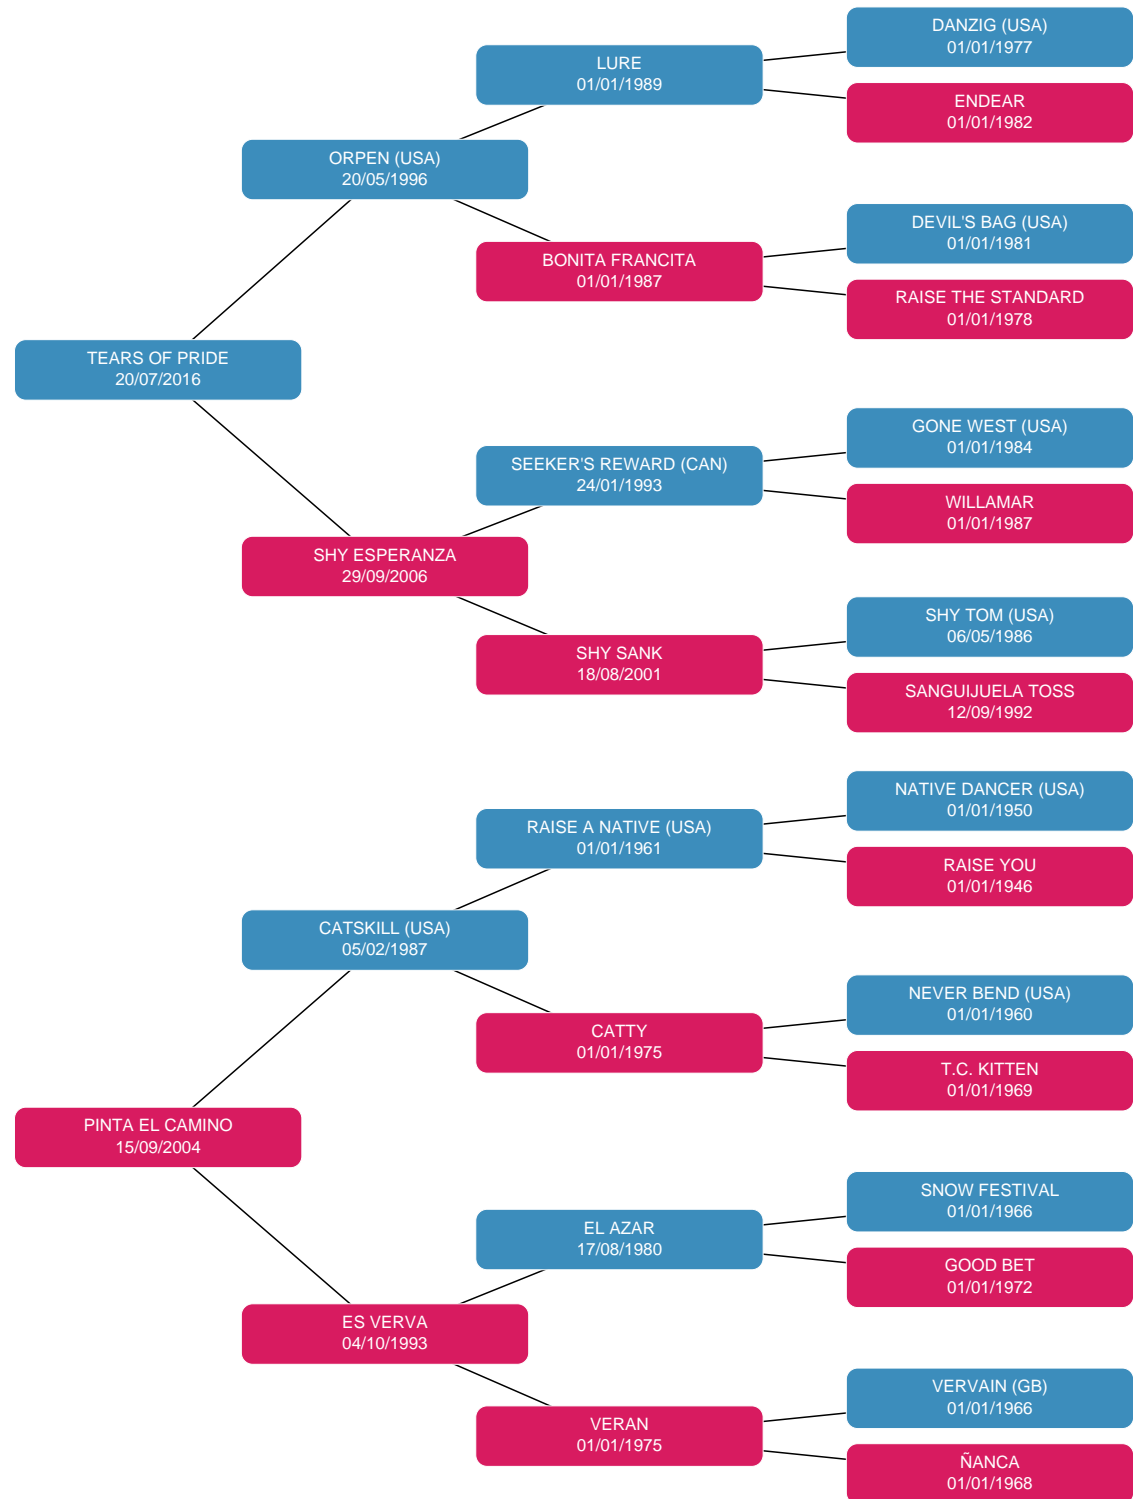 DANZIG (USA)
01/01/1977
LURE
01/01/1989
ENDEAR
01/01/1982
ORPEN (USA)
20/05/1996
DEVIL'S BAG (USA)
01/01/1981
BONITA FRANCITA
01/01/1987
RAISE THE STANDARD
01/01/1978
TEARS OF PRIDE
20/07/2016
GONE WEST (USA)
01/01/1984
SEEKER'S REWARD (CAN)
24/01/1993
WILLAMAR
01/01/1987
SHY ESPERANZA
29/09/2006
SHY TOM (USA)
06/05/1986
SHY SANK
18/08/2001
SANGUIJUELA TOSS
12/09/1992
NATIVE DANCER (USA)
01/01/1950
RAISE A NATIVE (USA)
01/01/1961
RAISE YOU
01/01/1946
CATSKILL (USA)
05/02/1987
NEVER BEND (USA)
01/01/1960
CATTY
01/01/1975
T.C. KITTEN
01/01/1969
PINTA EL CAMINO
15/09/2004
SNOW FESTIVAL
01/01/1966
EL AZAR
17/08/1980
GOOD BET
01/01/1972
ES VERVA
04/10/1993
VERVAIN (GB)
01/01/1966
VERAN
01/01/1975
ÑANCA
01/01/1968